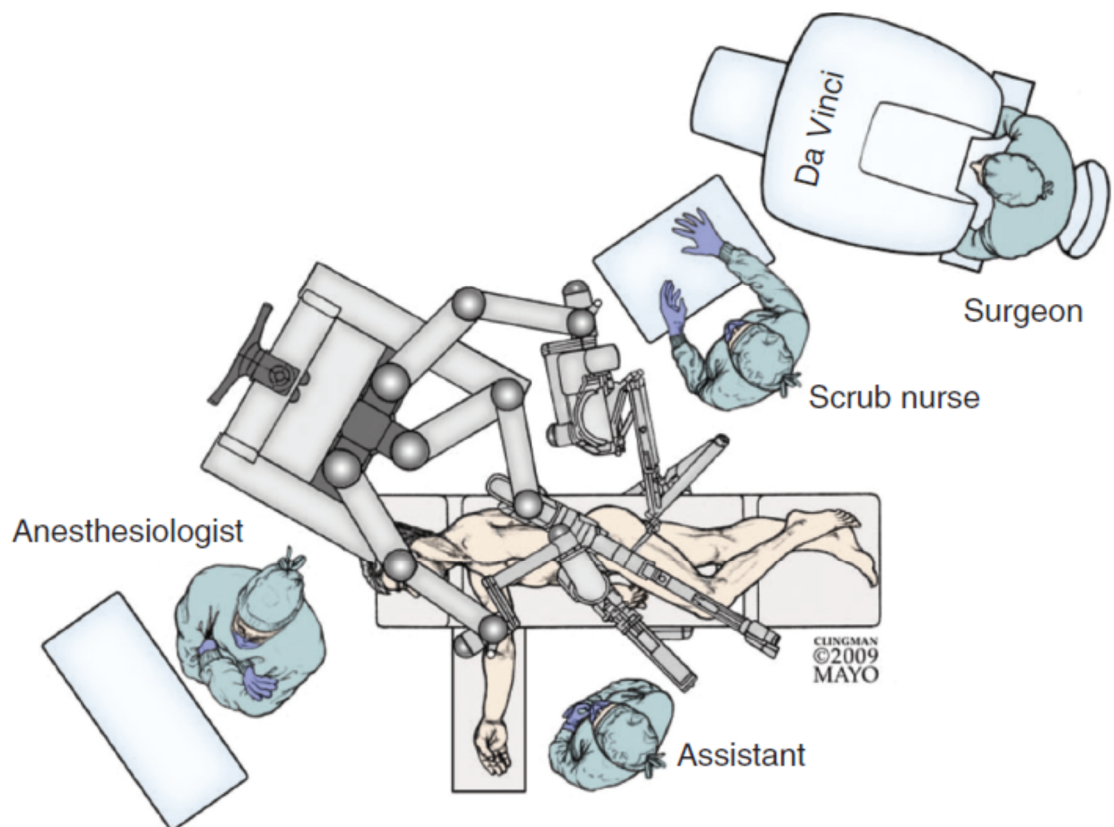 Da Vinci
Surgeon
Scrub nurse
Anesthesiologist
CLINGMAN
©2009
MAYO
Assistant